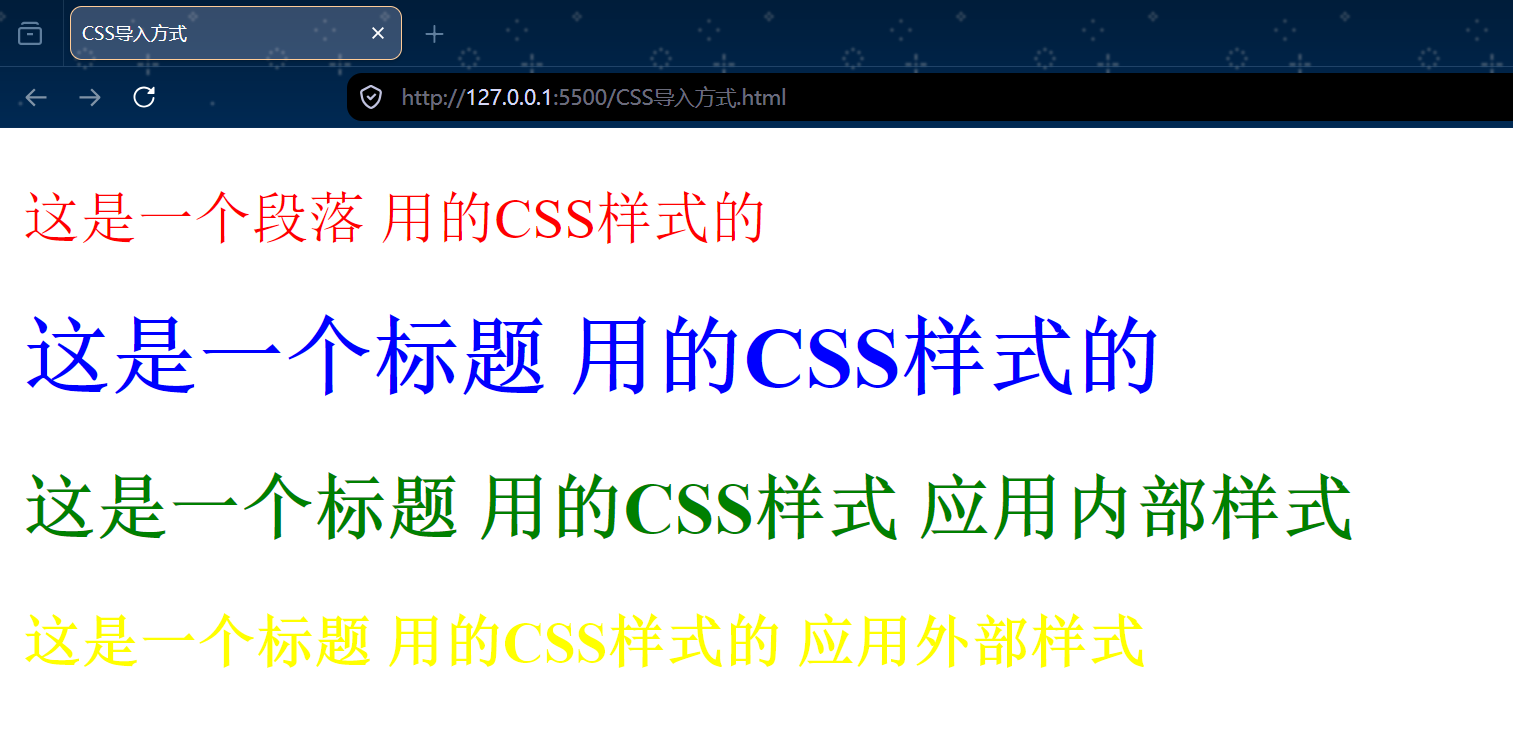 CSS导入方式
http://127.0.0.1:5500/CSS导入方式.html
这是一个段落 用的CSS样式的
这是一个标题 用的CSS样式的
这是一个标题 用的CSS样式 应用内部样式
这是一个标题 用的CSS样式的 应用外部样式